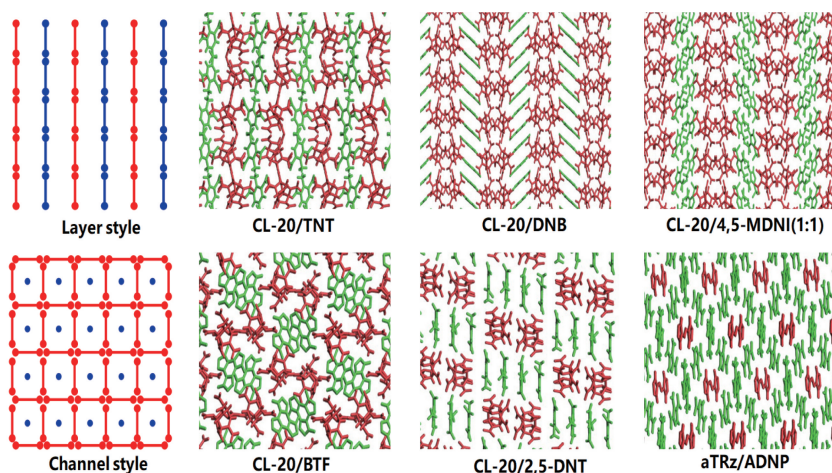 Layer style
CL-20/TNT
CL-20/DNB
CL-20/4,5-MDNI(1:1)
Channel style
CL-20/BTF
CL-20/2,5-DNT
aTRz/ADNP